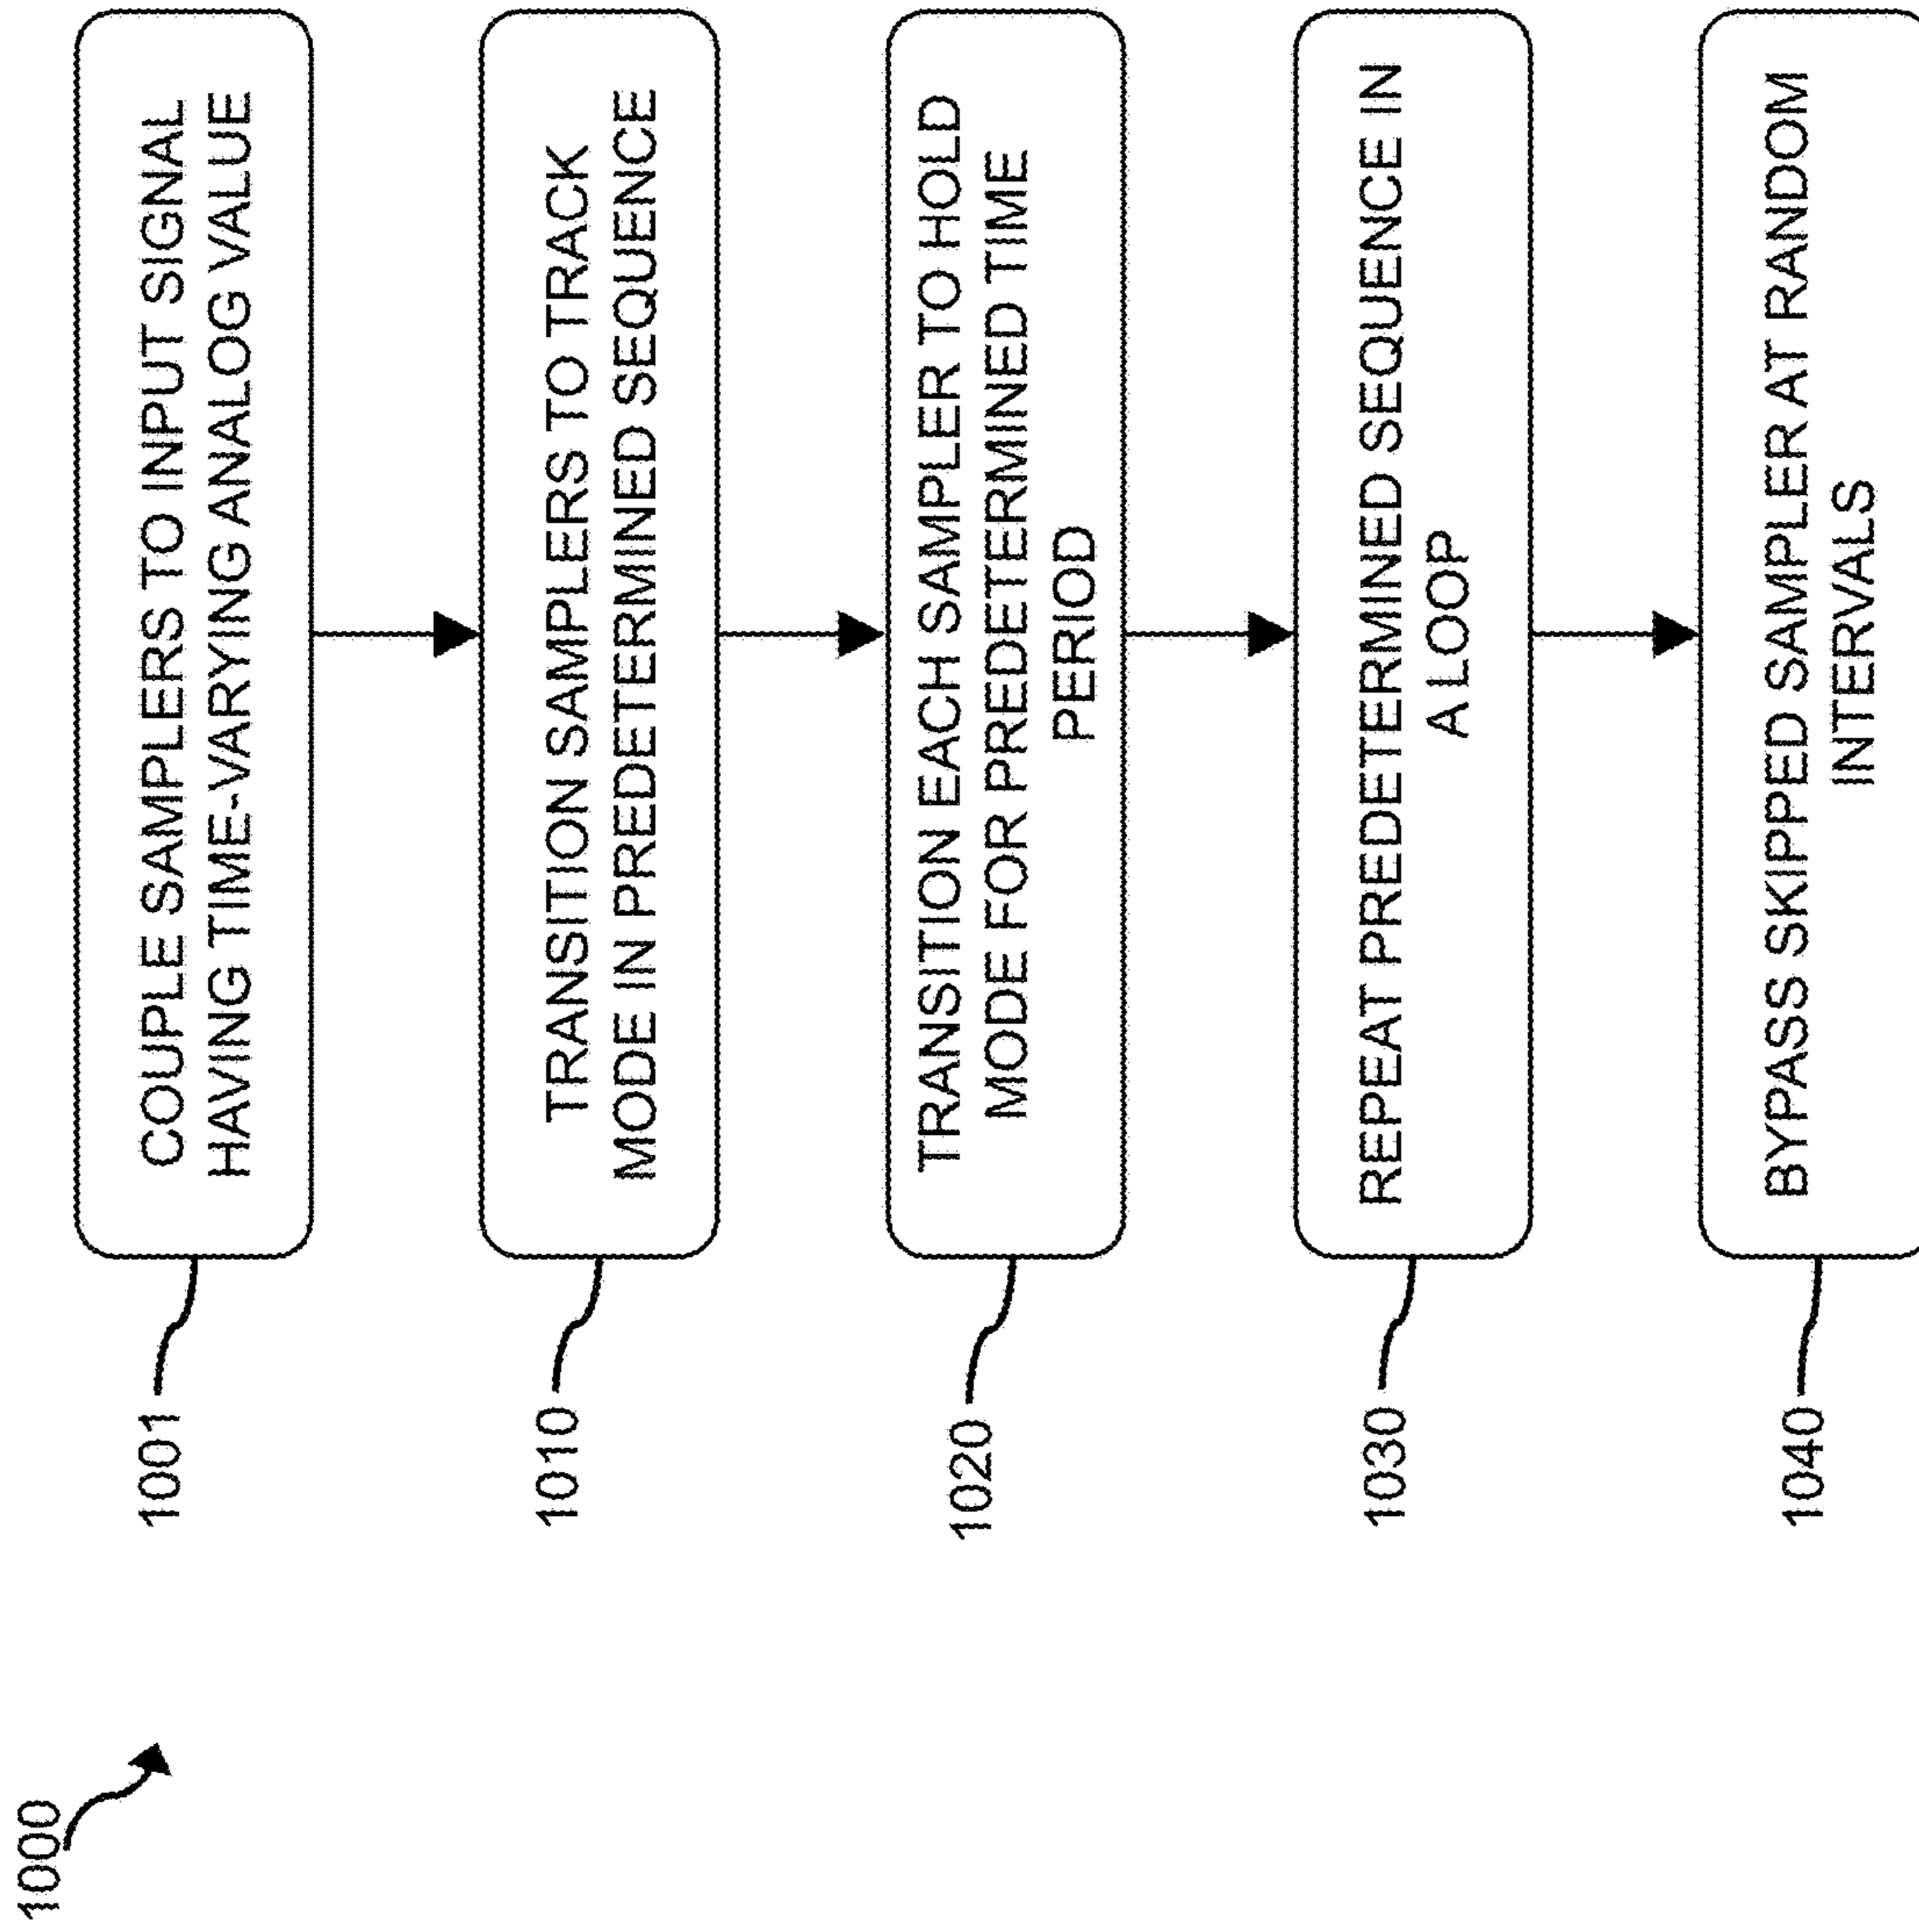 1000
1001
COUPLE SAMPLERS TO INPUT SIGNAL
HAVING TIME-VARYING ANALOG VALUE
1010
TRANSITION SAMPLERS TO TRACK
MODE IN PREDETERMINED SEQUENCE
1020
TRANSITION EACH SAMPLER TO HOLD
MODE FOR PREDETERMINED TIME
PERIOD
1030
REPEAT PREDETERMINED SEQUENCE IN
A LOOP
1040
BYPASS SKIPPED SAMPLER AT RANDOM
INTERVALS